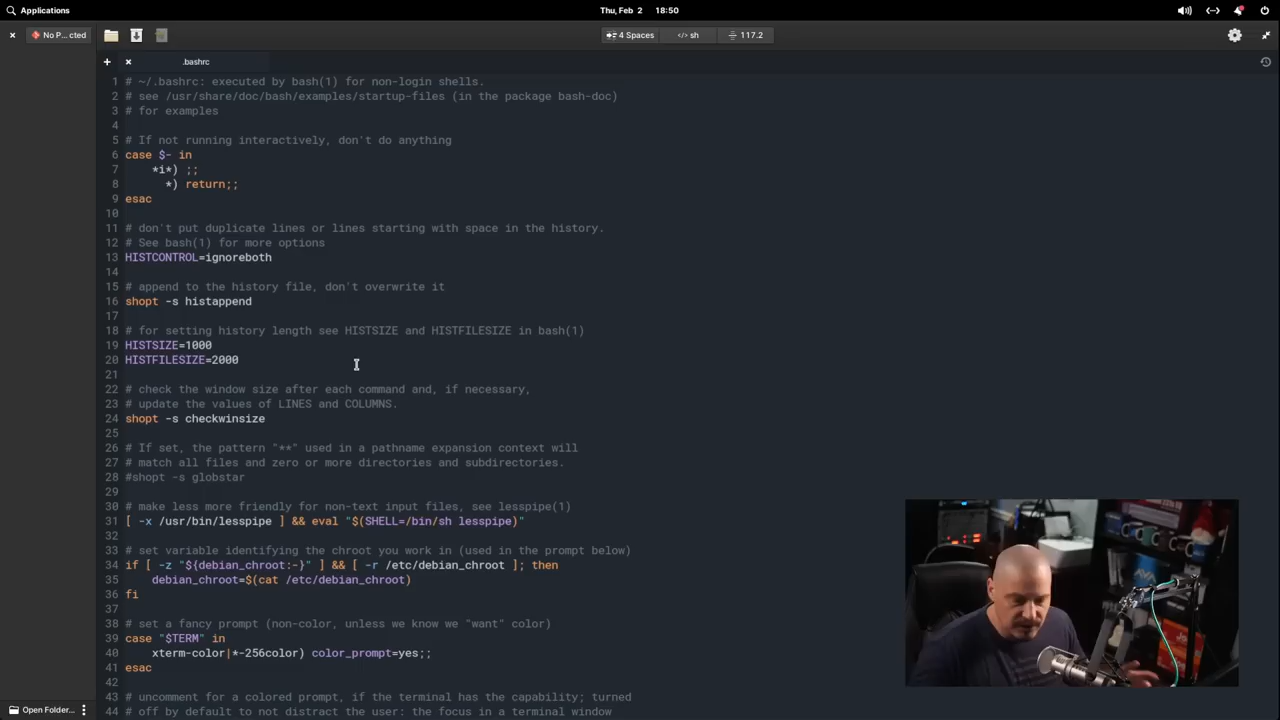 Applications
Thu, Feb 2 18:50
No P... cted
4 Spaces
</> sh
117.2
.bashrc
1 # ~/.bashrc: executed by bash(1) for non-login shells.
2 # see /usr/share/doc/bash/examples/startup-files (in the package bash-doc)
3 # for examples
4
5 # If not running interactively, don't do anything
6 case $- in
7 *i*) ;;
8 *) return;;
9 esac
10
11 # don't put duplicate lines or lines starting with space in the history.
12 # See bash(1) for more options
13 HISTCONTROL=ignoreboth
14
15 # append to the history file, don't overwrite it
16 shopt -s histappend
17
18 # for setting history length see HISTSIZE and HISTFILESIZE in bash(1)
19 HISTSIZE=1000
20 HISTFILESIZE=2000
21
22 # check the window size after each command and, if necessary,
23 # update the values of LINES and COLUMNS.
24 shopt -s checkwinsize
25
26 # If set, the pattern "**" used in a pathname expansion context will
27 # match all files and zero or more directories and subdirectories.
28 #shopt -s globstar
29
30 # make less more friendly for non-text input files, see lesspipe(1)
31 [ -x /usr/bin/lesspipe ] && eval "$(SHELL=/bin/sh lesspipe)"
32
33 # set variable identifying the chroot you work in (used in the prompt below)
34 if [ -z "${debian_chroot:-}" ] && [ -r /etc/debian_chroot ]; then
35 debian_chroot=$(cat /etc/debian_chroot)
36 fi
37
38 # set a fancy prompt (non-color, unless we know we "want" color)
39 case "$TERM" in
40 xterm-color|*-256color) color_prompt=yes;;
41 esac
42
43 # uncomment for a colored prompt, if the terminal has the capability; turned
44 # off by default to not distract the user: the focus in a terminal window
Open Folder...